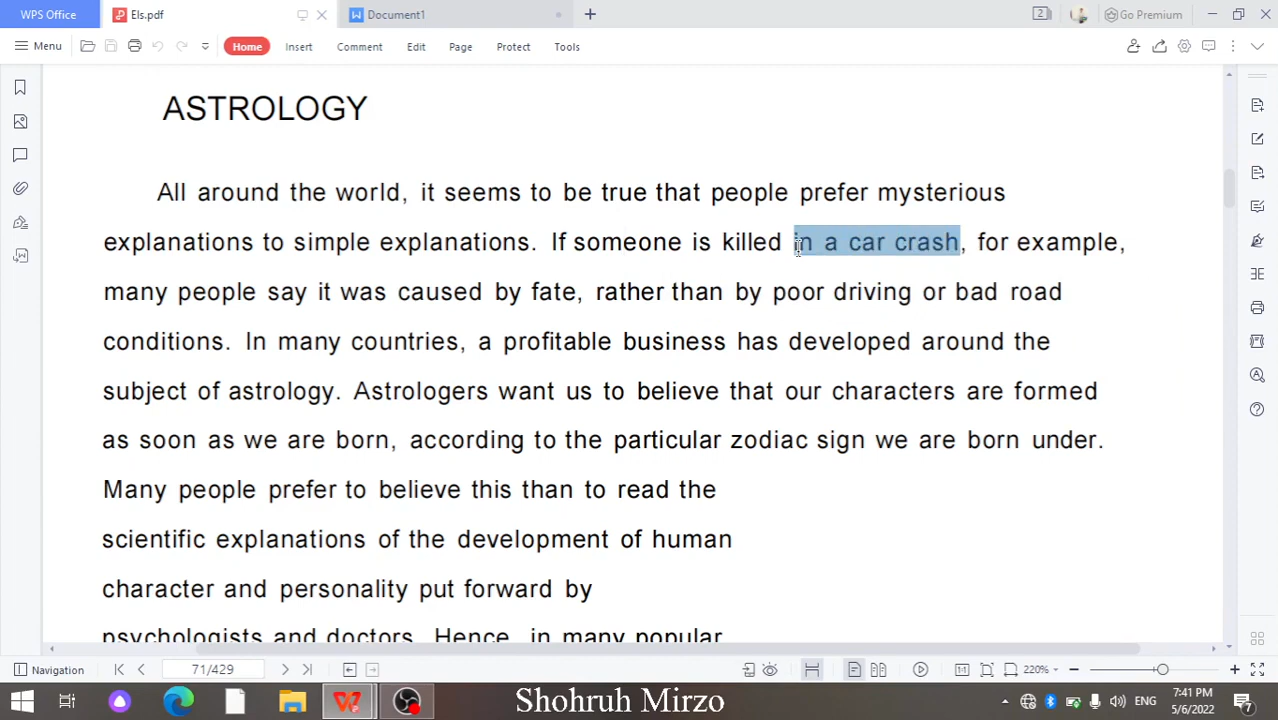 WPS Office
Els.pdf
Document1
2
Go Premium
Menu
Home
Insert
Comment
Edit
Page
Protect
Tools
ASTROLOGY
All around the world, it seems to be true that people prefer mysterious
explanations to simple explanations. If someone is killed in a car crash, for example,
many people say it was caused by fate, rather than by poor driving or bad road
conditions. In many countries, a profitable business has developed around the
subject of astrology. Astrologers want us to believe that our characters are formed
as soon as we are born, according to the particular zodiac sign we are born under.
Many people prefer to believe this than to read the
scientific explanations of the development of human
character and personality put forward by
psychologists and doctors. Hence, in many popular
Navigation
71/429
1:1
220%
Shohruh Mirzo
ENG
7:41 PM
5/6/2022
7